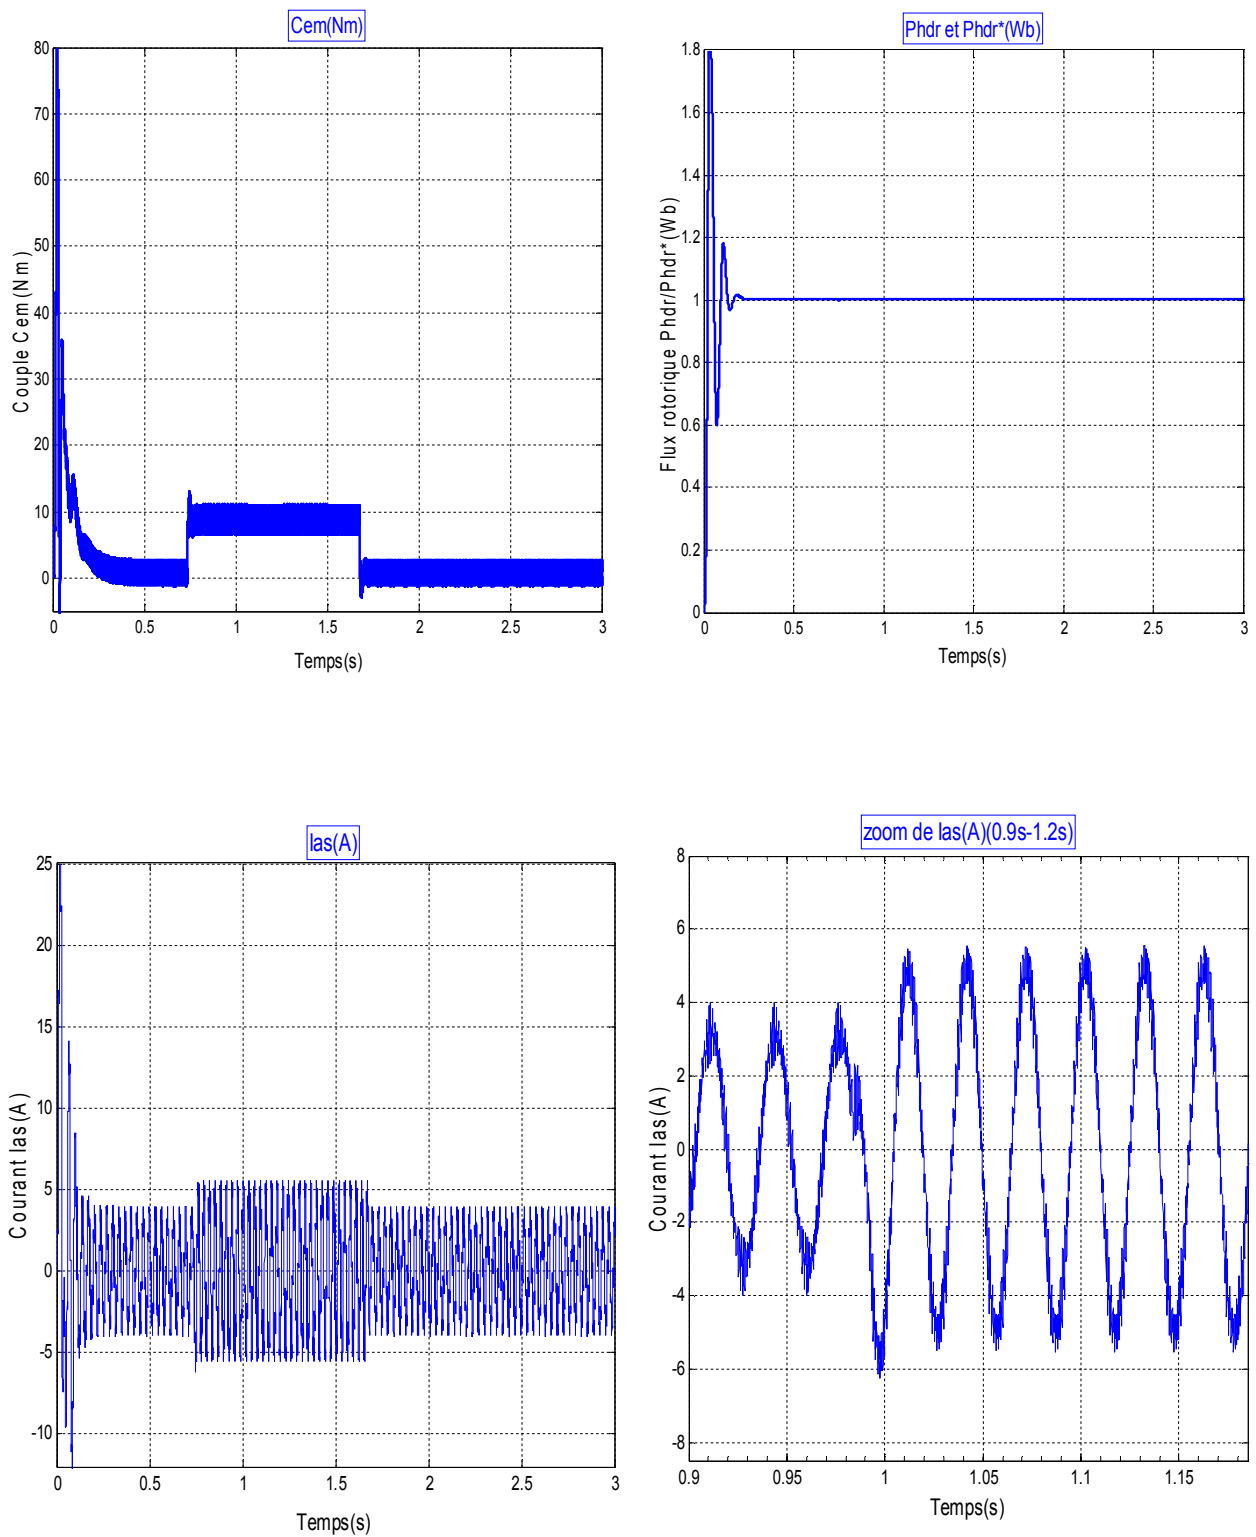 Cem(Nm)
80
70
60
50
40
30
20
10
0
Couple Cem(Nm)
0 0.5 1 1.5 2 2.5 3
Temps(s)
Phdr et Phdr*(Wb)
1.8
1.6
1.4
1.2
1
0.8
0.6
0.4
0.2
0
Flux rotorique Phdr/Phdr*(Wb)
0 0.5 1 1.5 2 2.5 3
Temps(s)
Ias(A)
25
20
15
10
5
0
-5
-10
Courant Ias(A)
0 0.5 1 1.5 2 2.5 3
Temps(s)
zoom de Ias(A)(0.9s-1.2s)
8
6
4
2
0
-2
-4
-6
-8
Courant Ias(A)
0.9 0.95 1 1.05 1.1 1.15
Temps(s)